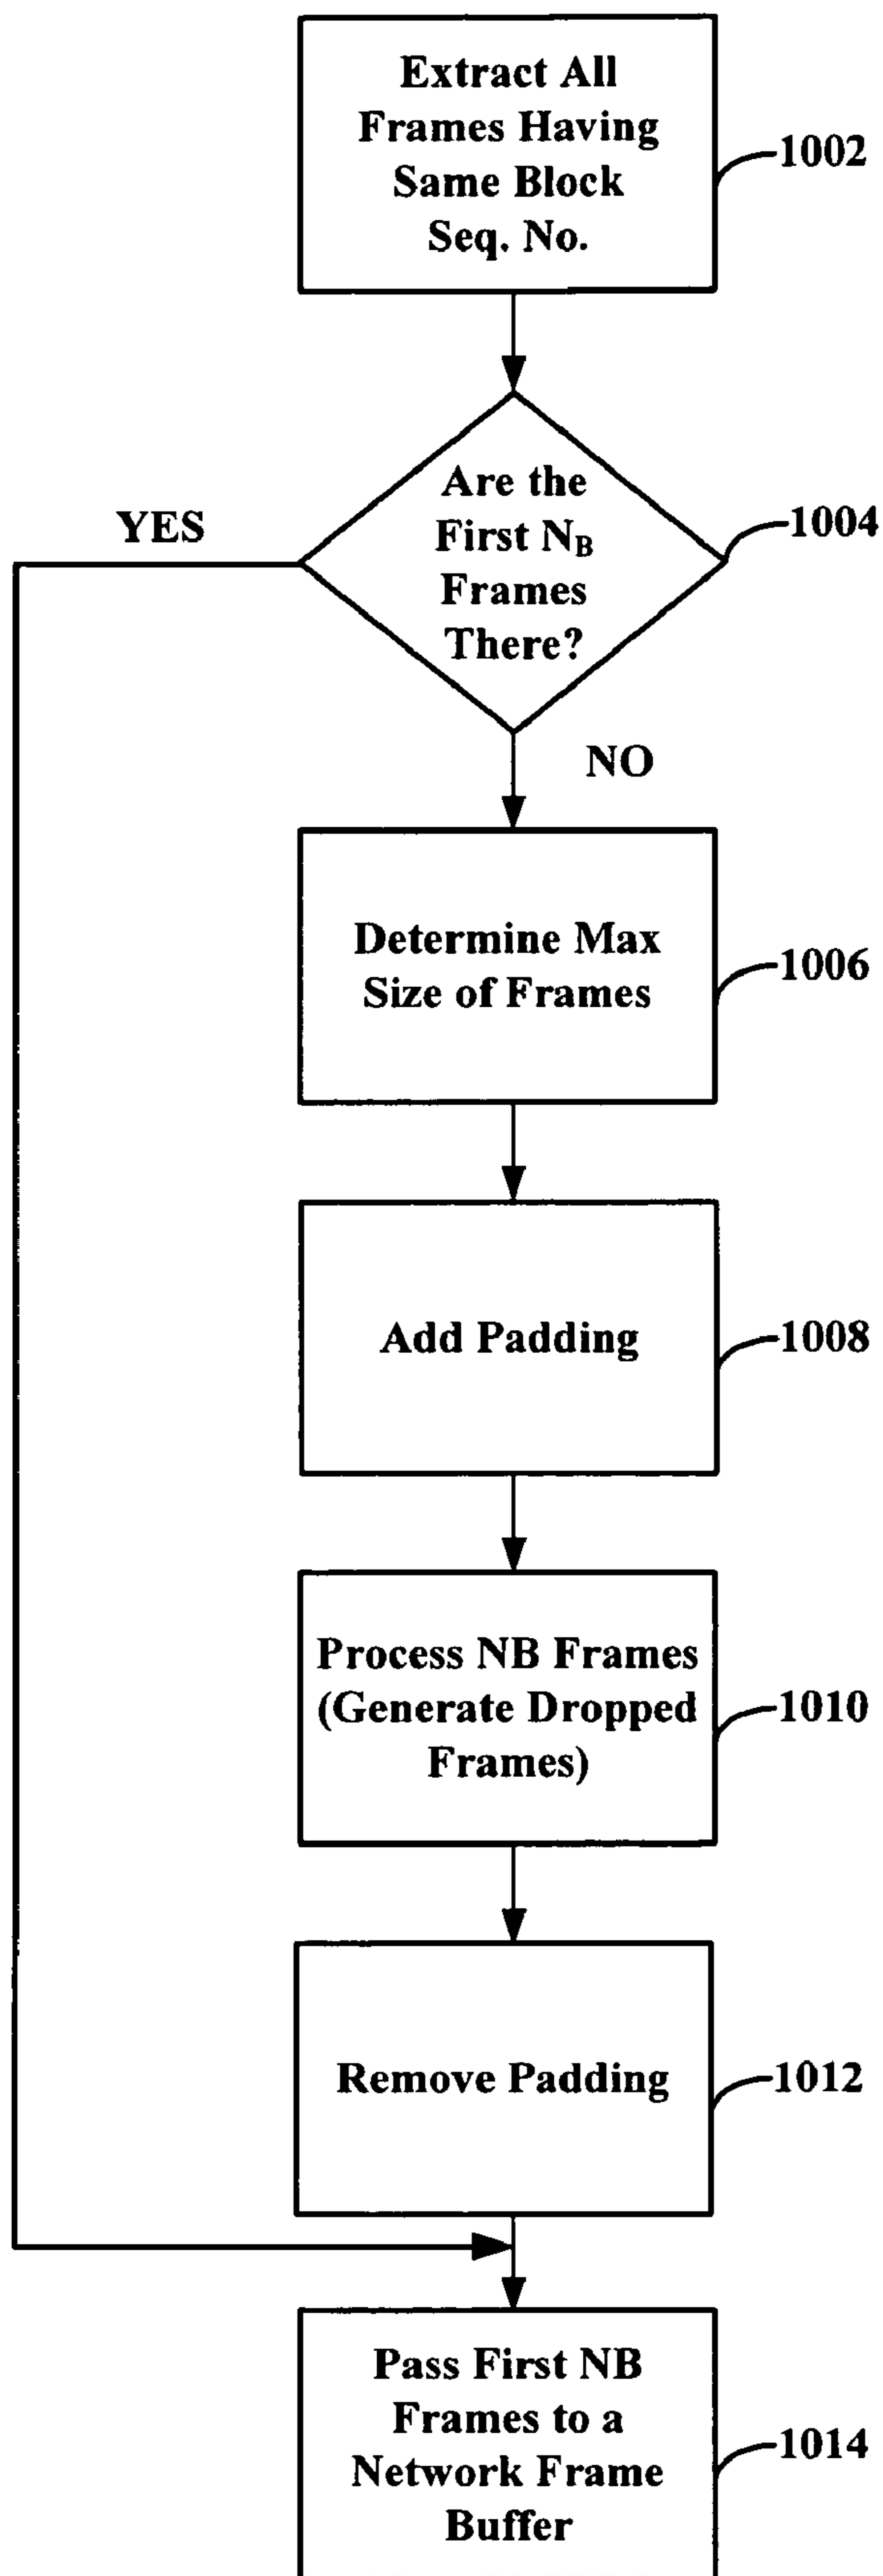 Extract All
Frames Having
Same Block
Seq. No.
1002
Are the
First N_B
Frames
There?
1004
YES
NO
Determine Max
Size of Frames
1006
Add Padding
1008
Process NB Frames
(Generate Dropped
Frames)
1010
Remove Padding
1012
Pass First NB
Frames to a
Network Frame
Buffer
1014